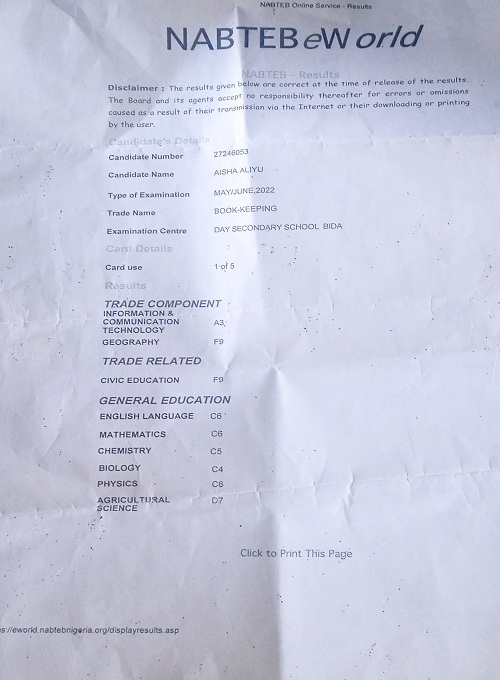 NABTEB Online Service - Results
NABTEBeWorld
NABTEB - Results
Disclaimer : The results given below are correct at the time of release of the results.
The Board and its agents accept no responsibility thereafter for errors or omissions
caused as a result of their transmission via the Internet or their downloading or printing
by the user.
Candidate's Details
Candidate Number 27246053
Candidate Name AISHA ALIYU
Type of Examination MAY/JUNE,2022
Trade Name BOOK-KEEPING
Examination Centre DAY SECONDARY SCHOOL BIDA
Card Details
Card use 1 of 5
Results
TRADE COMPONENT
INFORMATION &
COMMUNICATION A3
TECHNOLOGY
GEOGRAPHY F9
TRADE RELATED
CIVIC EDUCATION F9
GENERAL EDUCATION
ENGLISH LANGUAGE C6
MATHEMATICS C6
CHEMISTRY C5
BIOLOGY C4
PHYSICS C6
AGRICULTURAL D7
SCIENCE
Click to Print This Page
s://eworld.nabtebnigeria.org/displayresults.asp